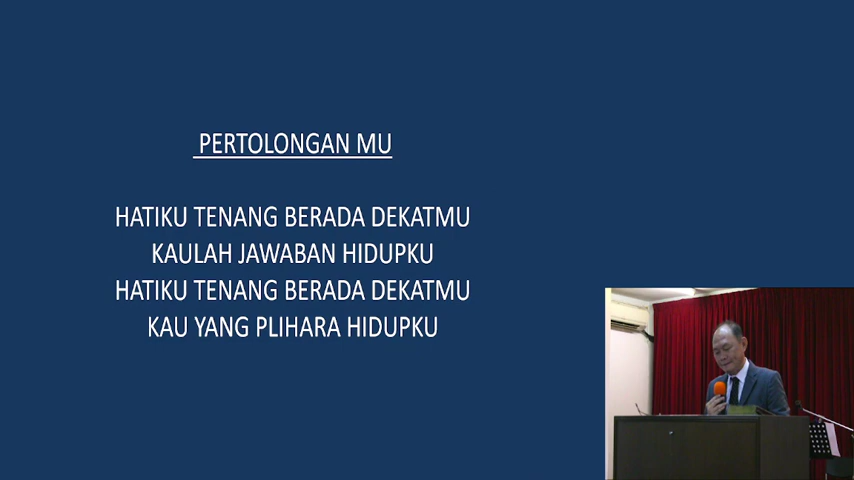 PERTOLONGAN MU
HATIKU TENANG BERADA DEKATMU
KAULAH JAWABAN HIDUPKU
HATIKU TENANG BERADA DEKATMU
KAU YANG PLIHARA HIDUPKU